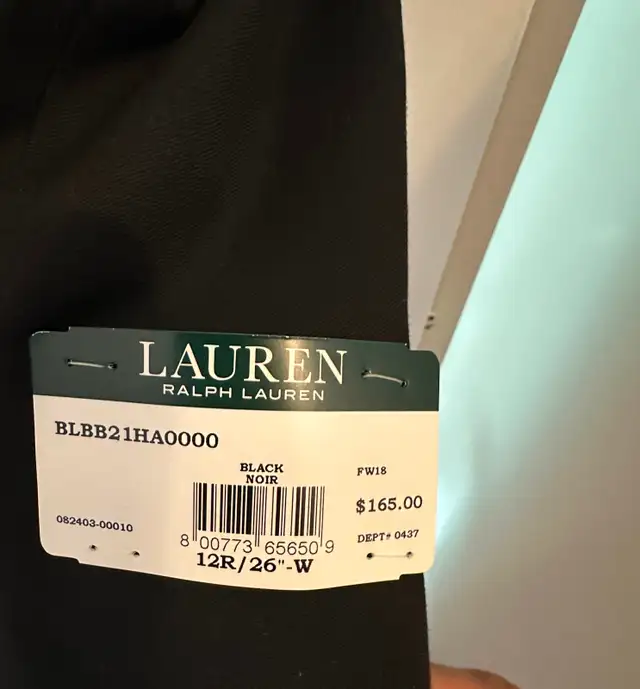 LAUREN
RALPH LAUREN
BLBB21HA0000
BLACK
NOIR
FW18
$165.00
082403-00010
8 00773 65650 9
DEPT# 0437
12R/26"-W